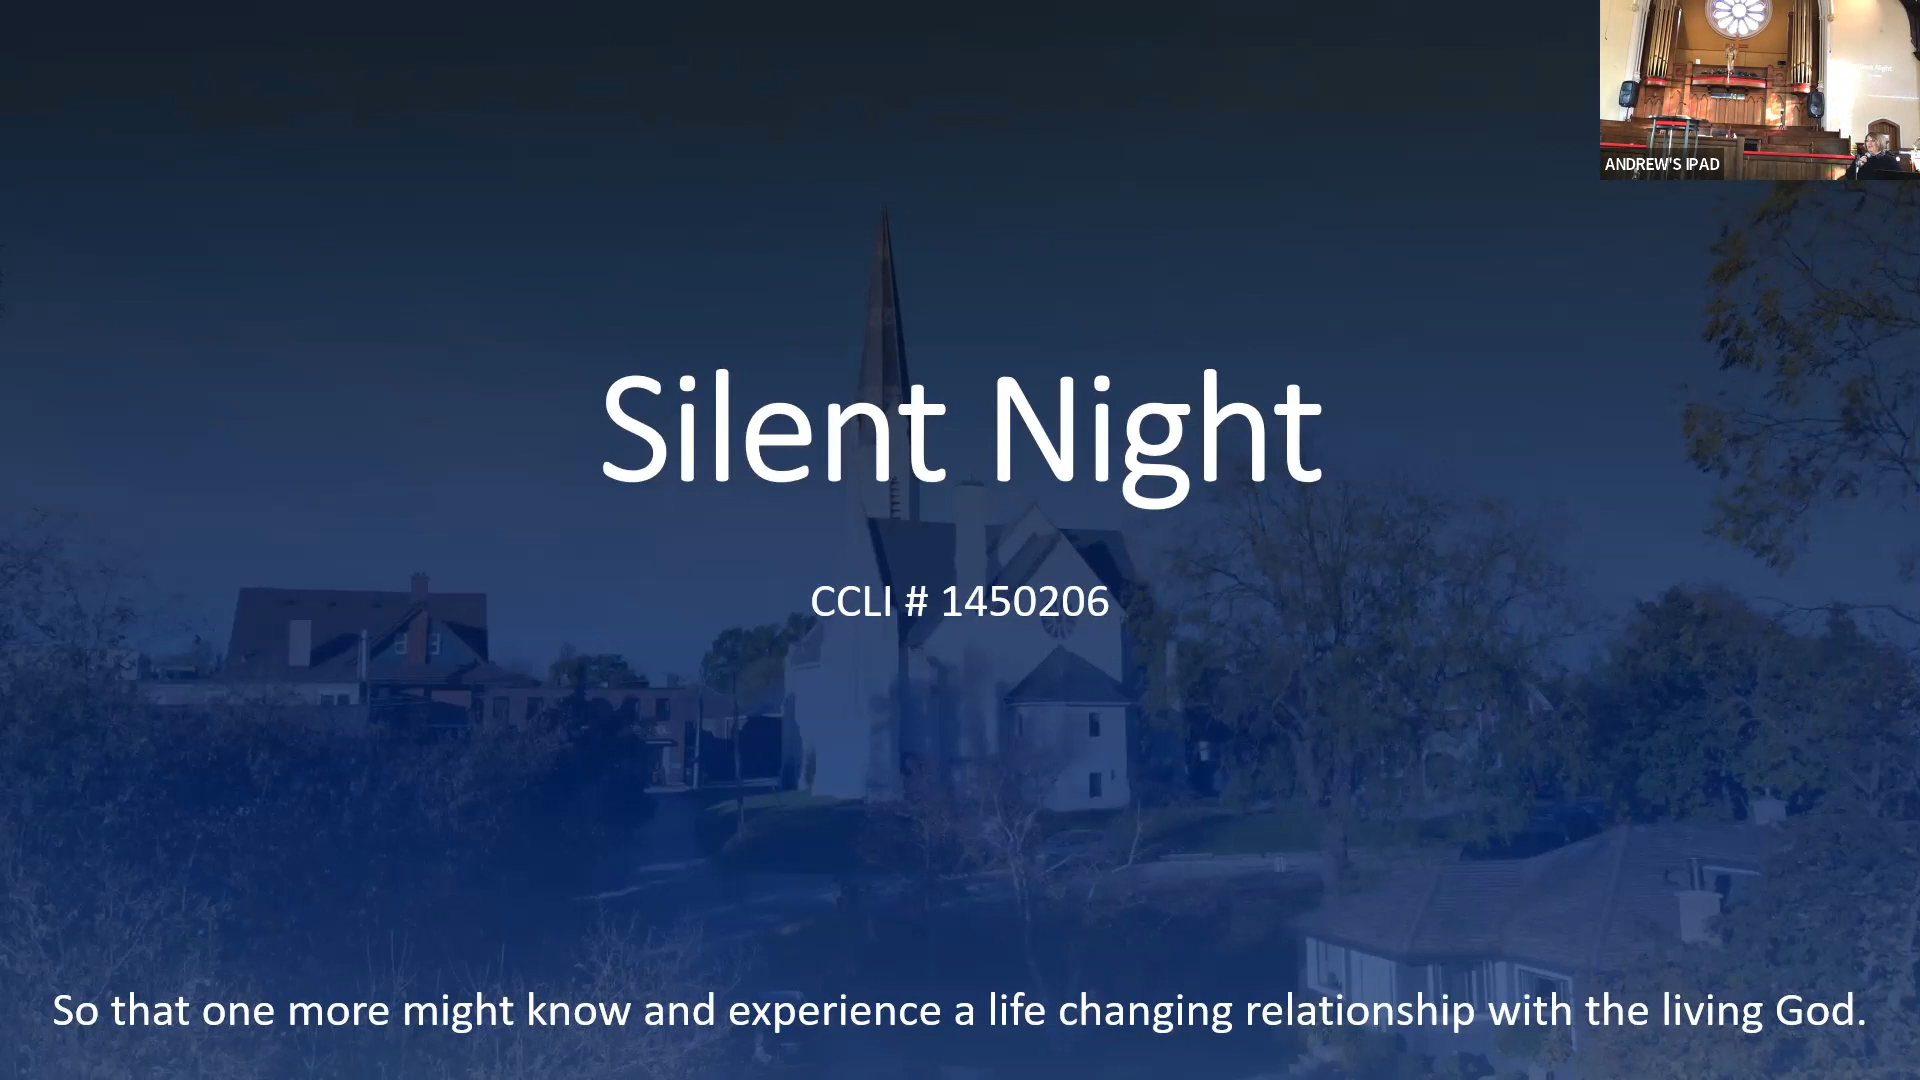 ANDREW'S IPAD
Silent Night
CCLI # 1450206
So that one more might know and experience a life changing relationship with the living God.